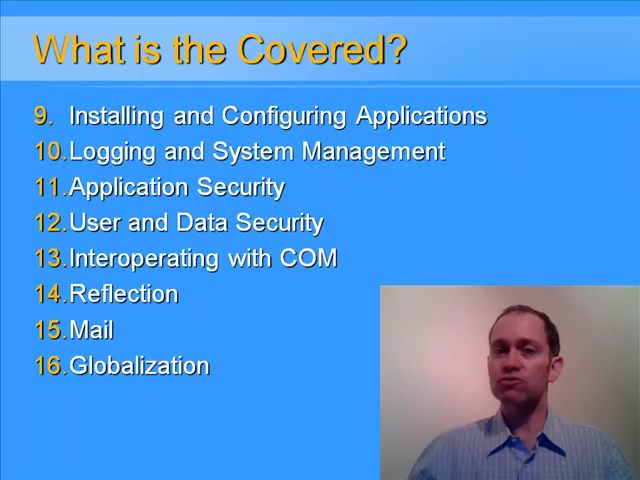 What is the Covered?
9. Installing and Configuring Applications
10. Logging and System Management
11. Application Security
12. User and Data Security
13. Interoperating with COM
14. Reflection
15. Mail
16. Globalization